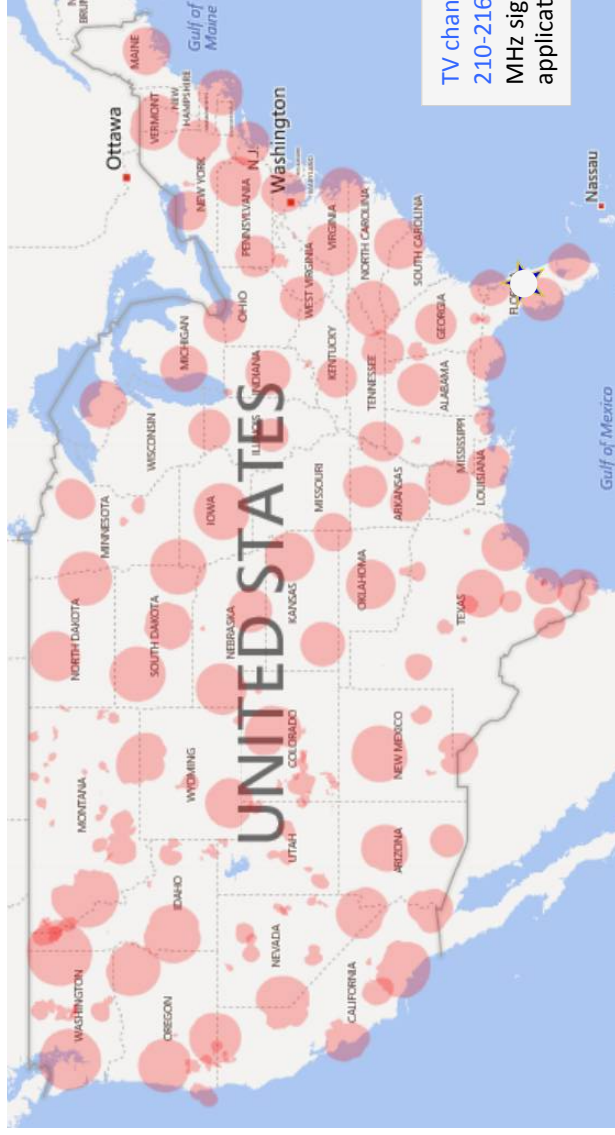 N
BRUN
Ottawa
MAINE
VERMONT
NEW
HAMPSHIRE
Gulf of
Maine
NEW YORK
WASHINGTON
MONTANA
NORTH DAKOTA
MINNESOTA
OREGON
IDAHO
WYOMING
SOUTH DAKOTA
WISCONSIN
MICHIGAN
NEBRASKA
IOWA
ILLINOIS
INDIANA
OHIO
PENNSYLVANIA
N.J.
Washington
MARYLAND
UNITED STATES
NEVADA
UTAH
COLORADO
KANSAS
MISSOURI
KENTUCKY
WEST VIRGINIA
VIRGINIA
CALIFORNIA
ARIZONA
NEW MEXICO
OKLAHOMA
ARKANSAS
TENNESSEE
NORTH CAROLINA
SOUTH CAROLINA
TEXAS
LOUISIANA
MISSISSIPPI
ALABAMA
GEORGIA
FLO
Gulf of Mexico
Nassau
TV chan
210-216
MHz sig
applicat